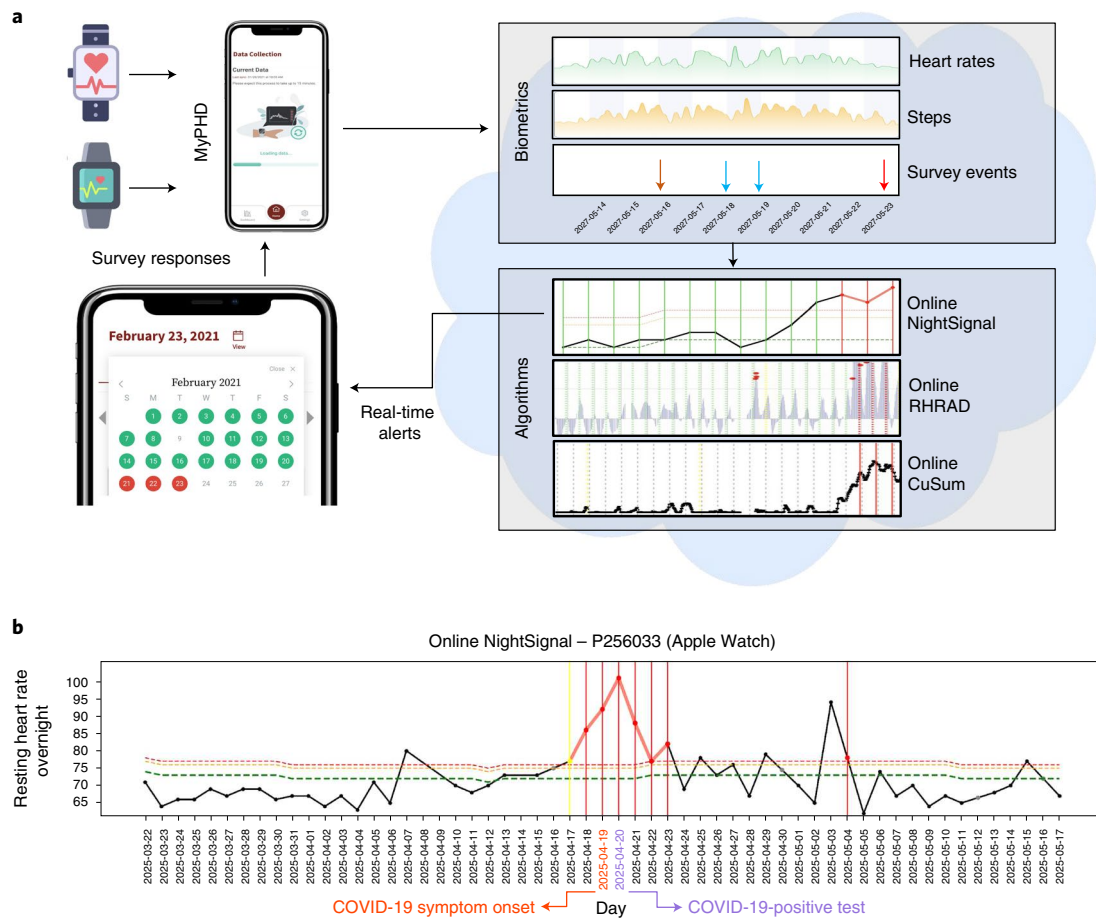 a
Data Collection
Current Data
Loading data...
MyPHD
Survey responses
February 23, 2021
View
Close ×
February 2021
S M T W T F S
1 2 3 4 5 6
7 8 9 10 11 12 13
14 15 16 17 18 19 20
21 22 23 24 25 26 27
Real-time
alerts
Biometrics
Heart rates
Steps
Survey events
2027-05-14
2027-05-15
2027-05-16
2027-05-17
2027-05-18
2027-05-19
2027-05-20
2027-05-21
2027-05-22
2027-05-23
Algorithms
Online
NightSignal
Online
RHRAD
Online
CuSum
b
Online NightSignal – P256033 (Apple Watch)
Resting heart rate
overnight
100
95
90
85
80
75
70
65
2025-03-22
2025-03-23
2025-03-24
2025-03-25
2025-03-26
2025-03-27
2025-03-28
2025-03-29
2025-03-30
2025-03-31
2025-04-01
2025-04-02
2025-04-03
2025-04-04
2025-04-05
2025-04-06
2025-04-07
2025-04-08
2025-04-09
2025-04-10
2025-04-11
2025-04-12
2025-04-13
2025-04-14
2025-04-15
2025-04-16
2025-04-17
2025-04-18
2025-04-19
2025-04-20
2025-04-21
2025-04-22
2025-04-23
2025-04-24
2025-04-25
2025-04-26
2025-04-27
2025-04-28
2025-04-29
2025-04-30
2025-05-01
2025-05-02
2025-05-03
2025-05-04
2025-05-05
2025-05-06
2025-05-07
2025-05-08
2025-05-09
2025-05-10
2025-05-11
2025-05-12
2025-05-13
2025-05-14
2025-05-15
2025-05-16
2025-05-17
COVID-19 symptom onset
Day
COVID-19-positive test